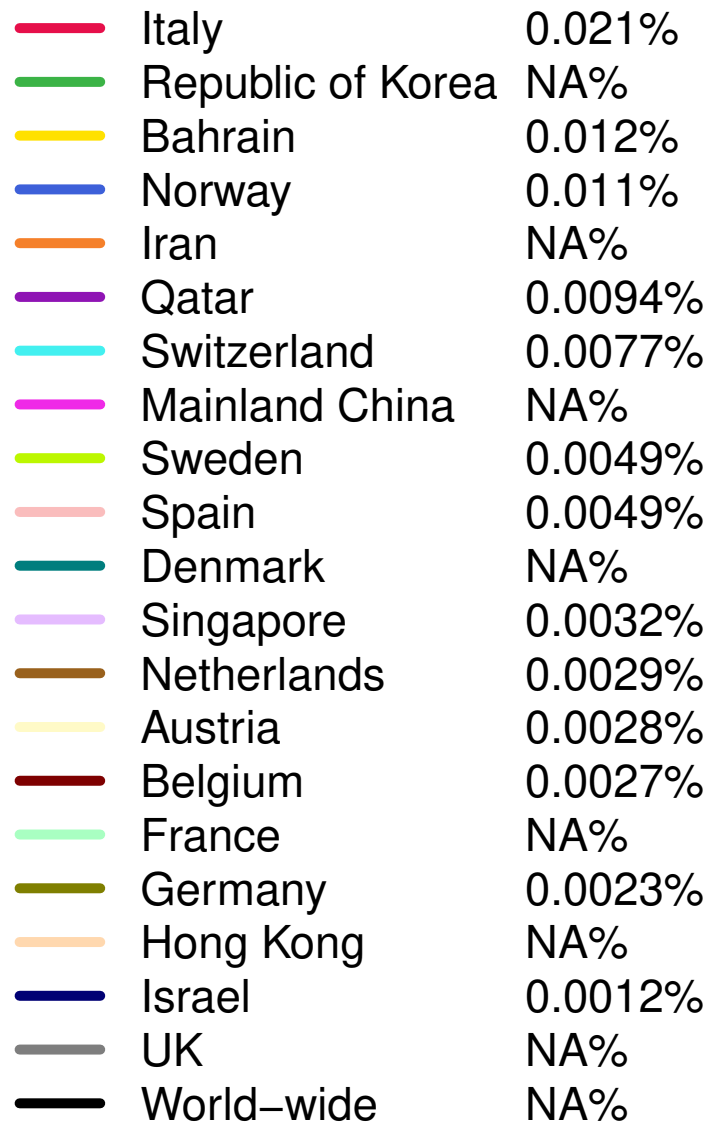 Italy 0.021%
Republic of Korea NA%
Bahrain 0.012%
Norway 0.011%
Iran NA%
Qatar 0.0094%
Switzerland 0.0077%
Mainland China NA%
Sweden 0.0049%
Spain 0.0049%
Denmark NA%
Singapore 0.0032%
Netherlands 0.0029%
Austria 0.0028%
Belgium 0.0027%
France NA%
Germany 0.0023%
Hong Kong NA%
Israel 0.0012%
UK NA%
World−wide NA%